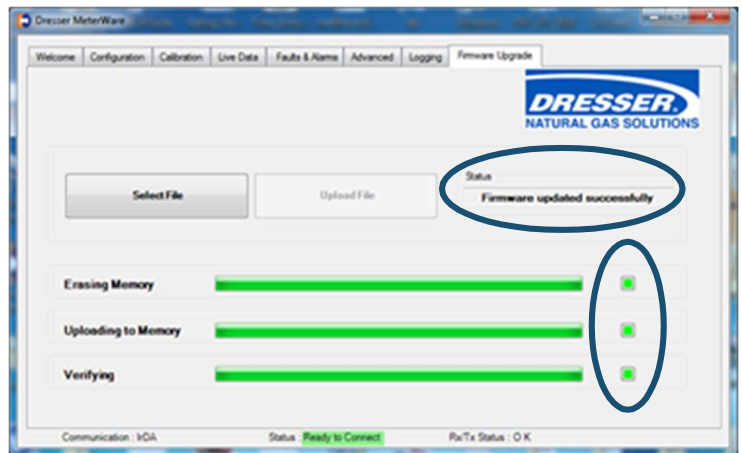 Dresser MeterWare
Welcome Configuration Calibration Live Data Faults & Alarms Advanced Logging Firmware Upgrade
DRESSER
NATURAL GAS SOLUTIONS
Select File Upload File
Status
Firmware updated successfully
Erasing Memory
Uploading to Memory
Verifying
Communication : IrDA Status : Ready to Connect Rx/Tx Status : O K